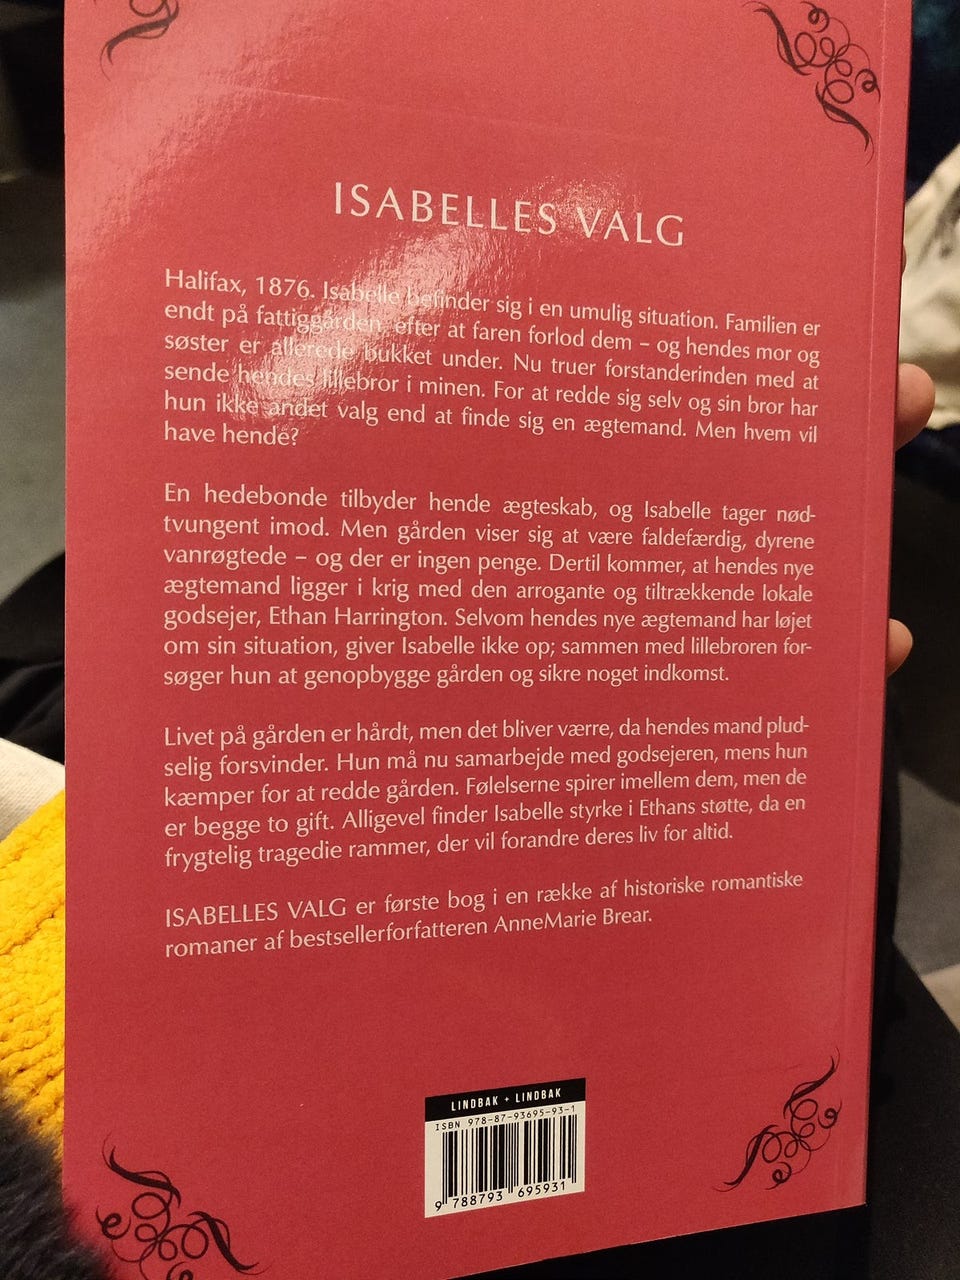 ISABELLES VALG
Halifax, 1876. Isabelle befinder sig i en umulig situation. Familien er
endt på fattiggården, efter at faren forlod dem – og hendes mor og
søster er allerede bukket under. Nu truer forstanderinden med at
sende hendes lillebror i minen. For at redde sig selv og sin bror har
hun ikke andet valg end at finde sig en ægtemand. Men hvem vil
have hende?
En hedebonde tilbyder hende ægteskab, og Isabelle tager nød-
tvungent imod. Men gården viser sig at være faldefærdig, dyrene
vanrøgtede – og der er ingen penge. Dertil kommer, at hendes nye
ægtemand ligger i krig med den arrogante og tiltrækkende lokale
godsejer, Ethan Harrington. Selvom hendes nye ægtemand har løjet
om sin situation, giver Isabelle ikke op; sammen med lillebroren for-
søger hun at genopbygge gården og sikre noget indkomst.
Livet på gården er hårdt, men det bliver værre, da hendes mand plud-
selig forsvinder. Hun må nu samarbejde med godsejeren, mens hun
kæmper for at redde gården. Følelserne spirer imellem dem, men de
er begge to gift. Alligevel finder Isabelle styrke i Ethans støtte, da en
frygtelig tragedie rammer, der vil forandre deres liv for altid.
ISABELLES VALG er første bog i en række af historiske romantiske
romaner af bestsellerforfatteren AnneMarie Brear.
LINDBAK + LINDBAK
ISBN 978-87-93695-93-1
9 788793 695931